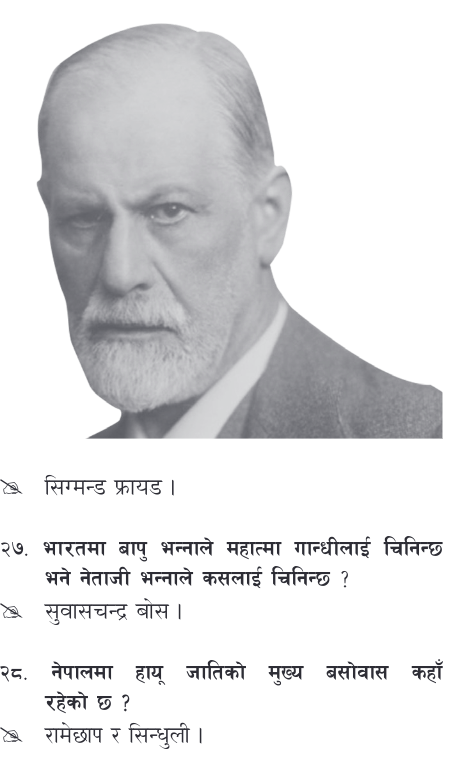 सिग्मन्ड फ्रायड ।
२७. भारतमा बापु भन्नाले महात्मा गान्धीलाई चिनिन्छ
भने नेताजी भन्नाले कसलाई चिनिन्छ ?
सुवासचन्द्र बोस ।
२८. नेपालमा हायू जातिको मुख्य बसोवास कहाँ
रहेको छ ?
रामेछाप र सिन्धुली ।